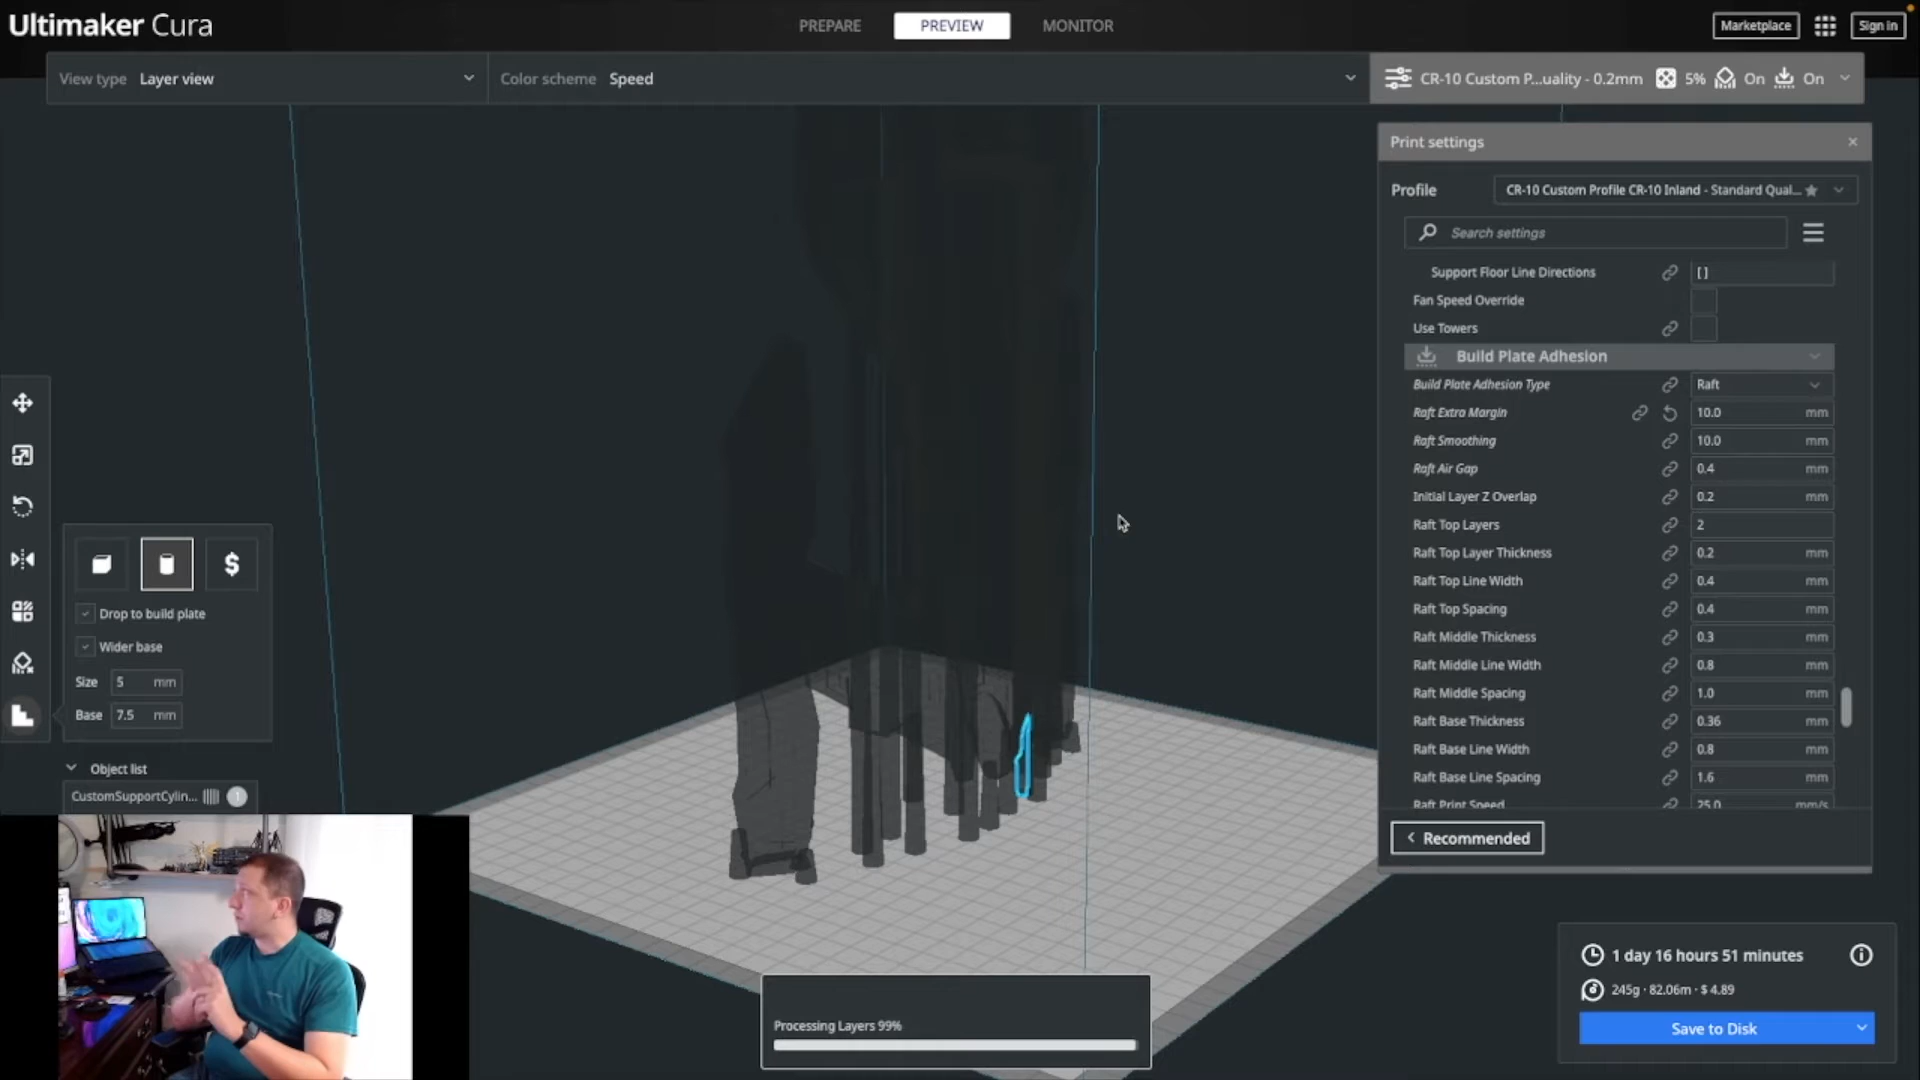 Ultimaker Cura
PREPARE
PREVIEW
MONITOR
Marketplace
Sign in
View type Layer view
Color scheme Speed
CR-10 Custom P...uality - 0.2mm
5%
On
On
Print settings
Profile
CR-10 Custom Profile CR-10 Inland - Standard Qual...
Search settings
Support Floor Line Directions []
Fan Speed Override
Use Towers
Build Plate Adhesion
Build Plate Adhesion Type Raft
Raft Extra Margin 10.0 mm
Raft Smoothing 10.0 mm
Raft Air Gap 0.4 mm
Initial Layer Z Overlap 0.2 mm
Raft Top Layers 2
Raft Top Layer Thickness 0.2 mm
Raft Top Line Width 0.4 mm
Raft Top Spacing 0.4 mm
Raft Middle Thickness 0.3 mm
Raft Middle Line Width 0.8 mm
Raft Middle Spacing 1.0 mm
Raft Base Thickness 0.36 mm
Raft Base Line Width 0.8 mm
Raft Base Line Spacing 1.6 mm
Raft Print Speed 25.0 mm/s
Recommended
$
Drop to build plate
Wider base
Size 5 mm
Base 7.5 mm
Object list
CustomSupportCylin... 1
Processing Layers 99%
1 day 16 hours 51 minutes
245g · 82.06m · $ 4.89
Save to Disk